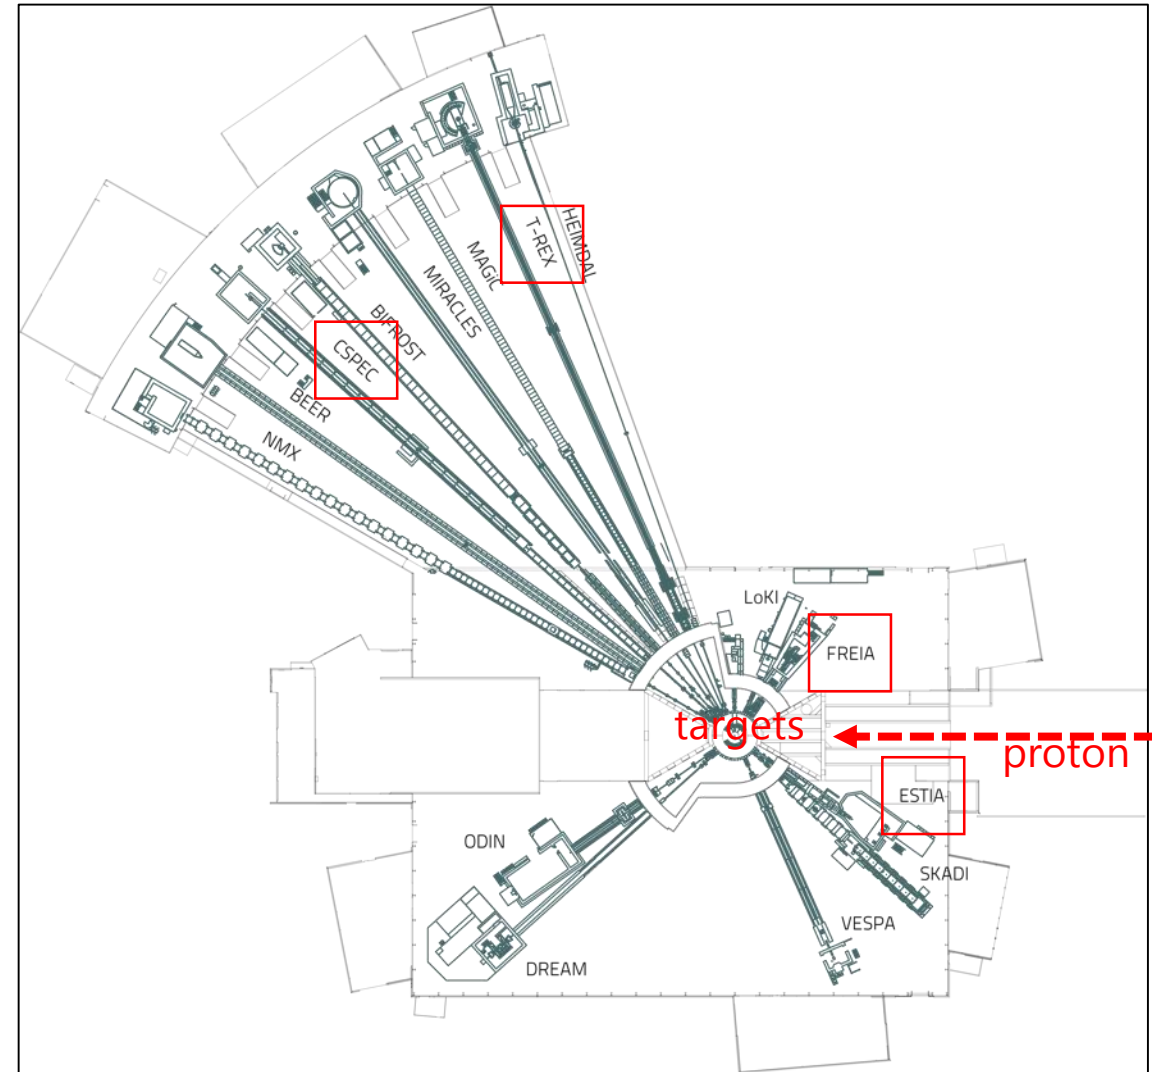 HEIMDAL
T-REX
MAGiC
MIRACLES
BIFROST
CSPEC
BEER
NMX
LoKI
FREIA
targets
proton
ESTIA
ODIN
SKADI
VESPA
DREAM